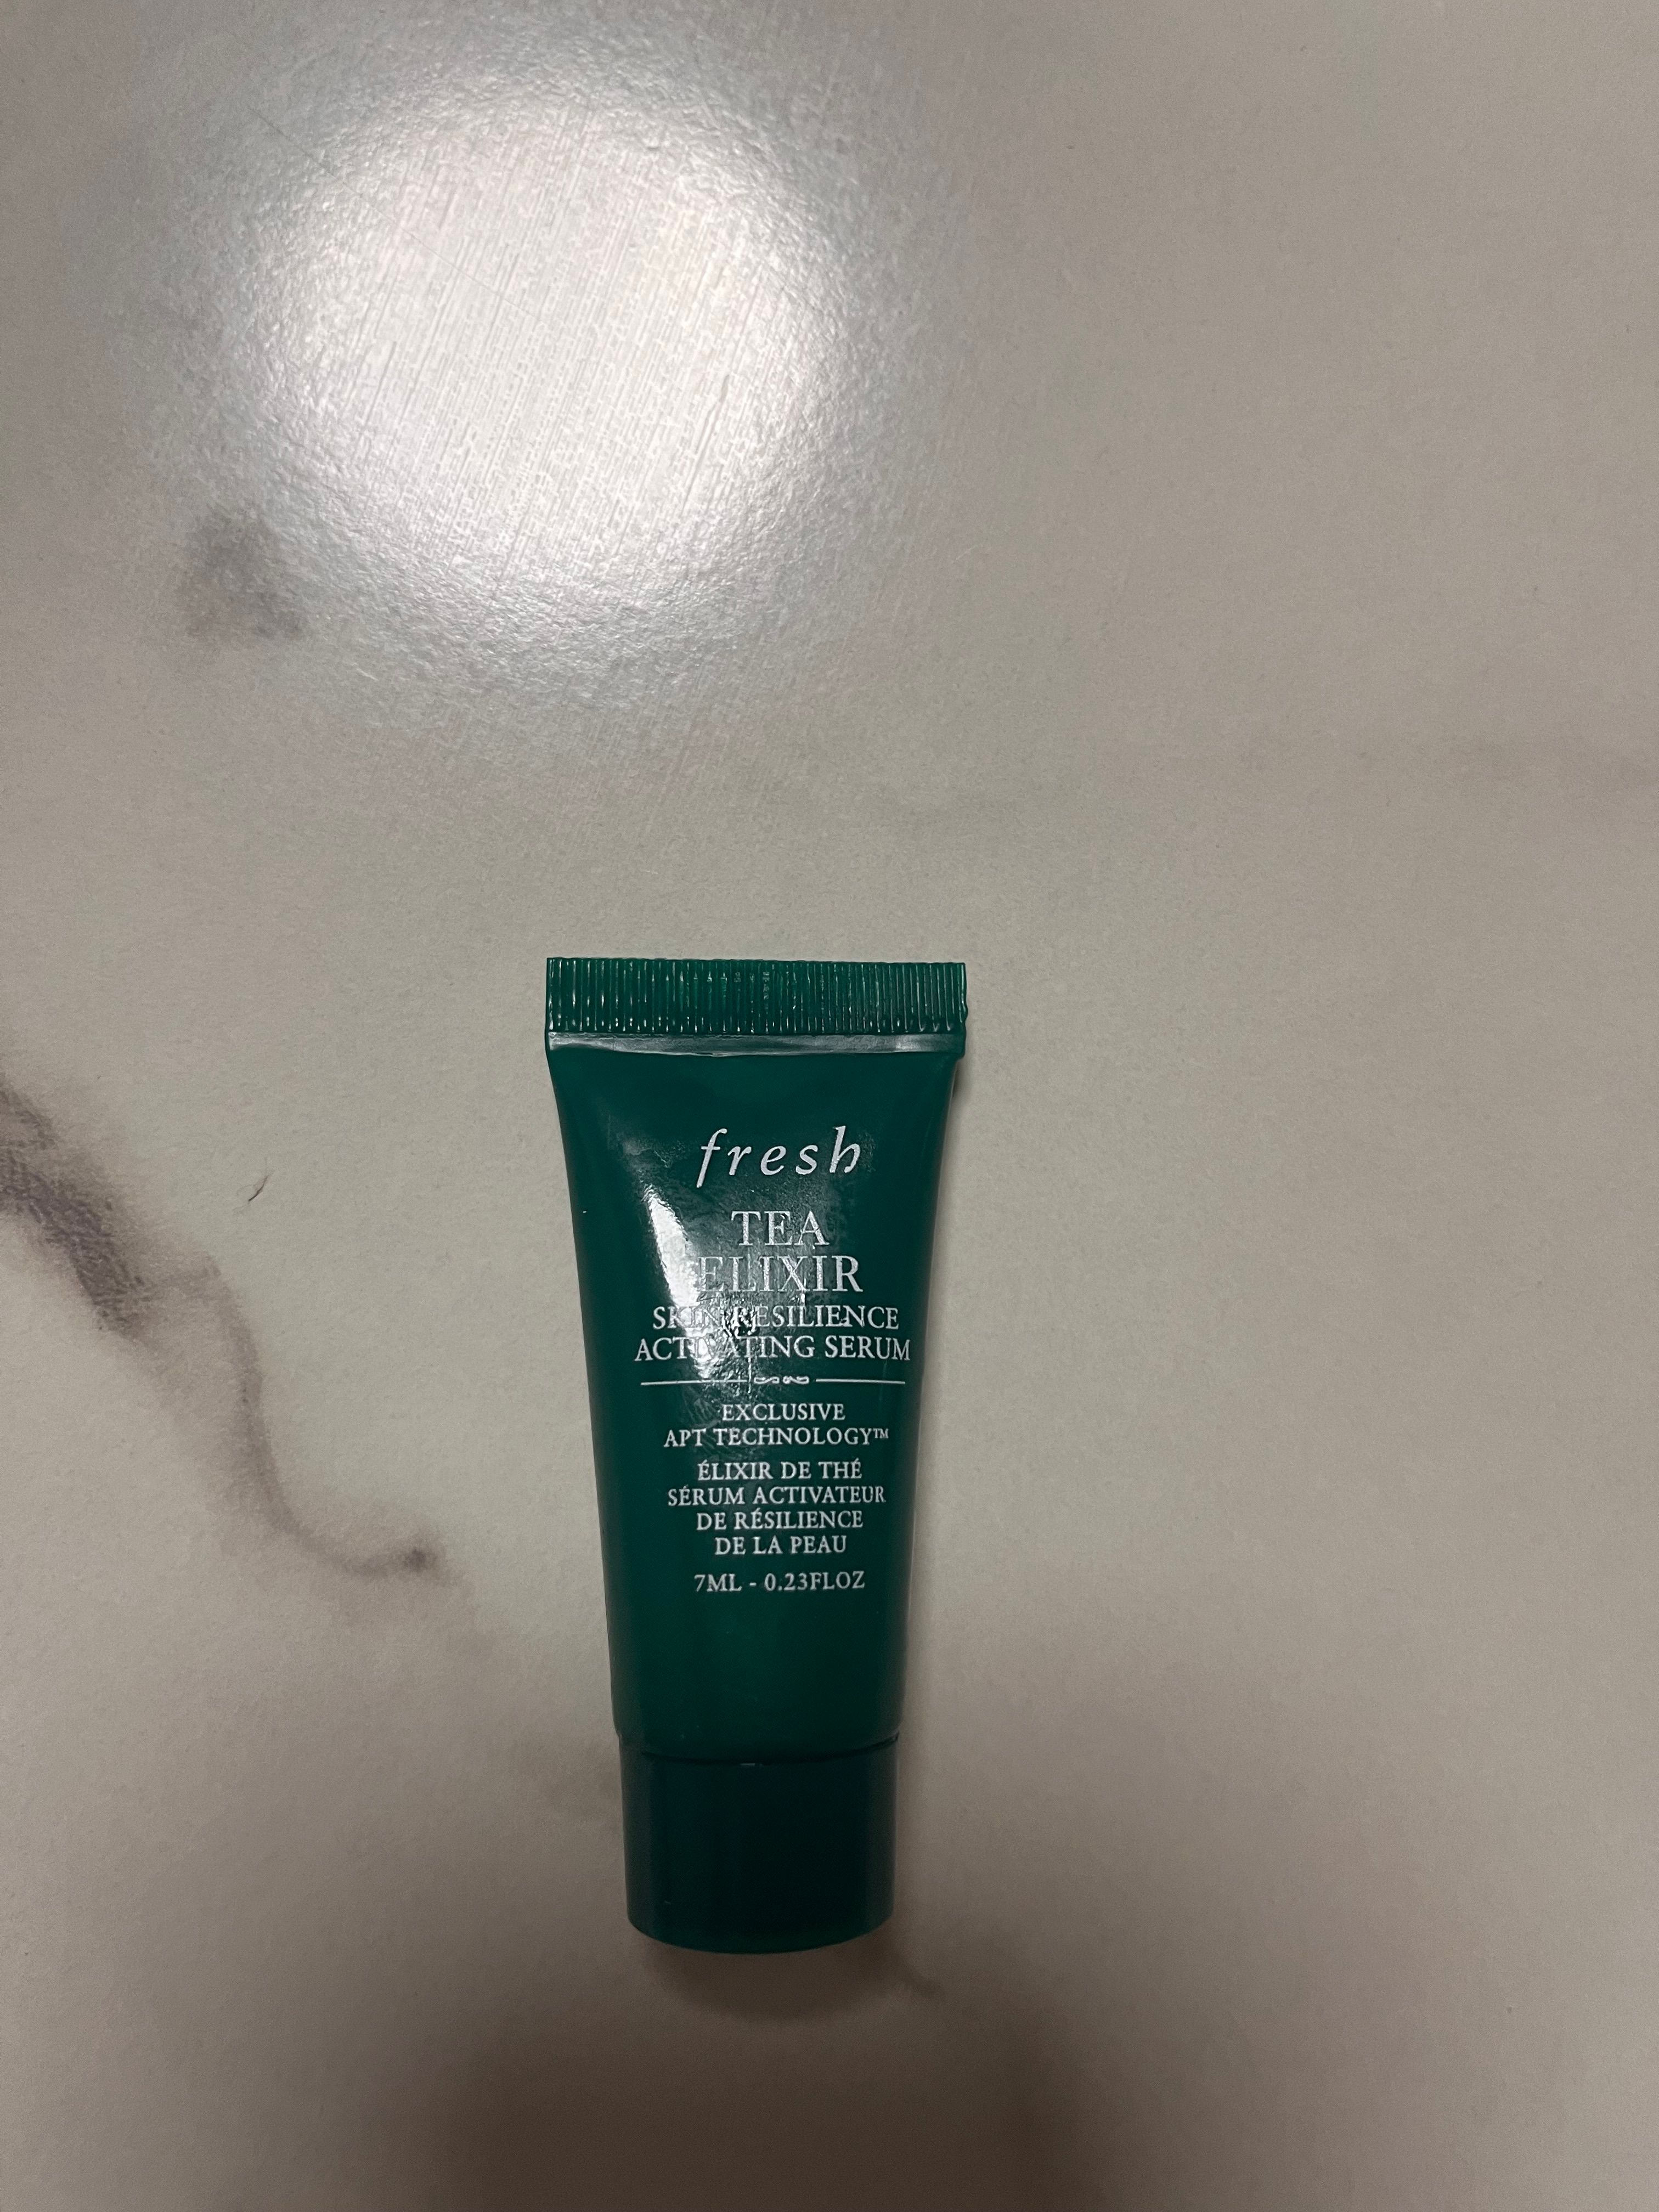 fresh
TEA
ELIXIR
SKIN RESILIENCE
ACTIVATING SERUM
EXCLUSIVE
APT TECHNOLOGY™
ÉLIXIR DE THÉ
SÉRUM ACTIVATEUR
DE RÉSILIENCE
DE LA PEAU
7ML - 0.23FLOZ